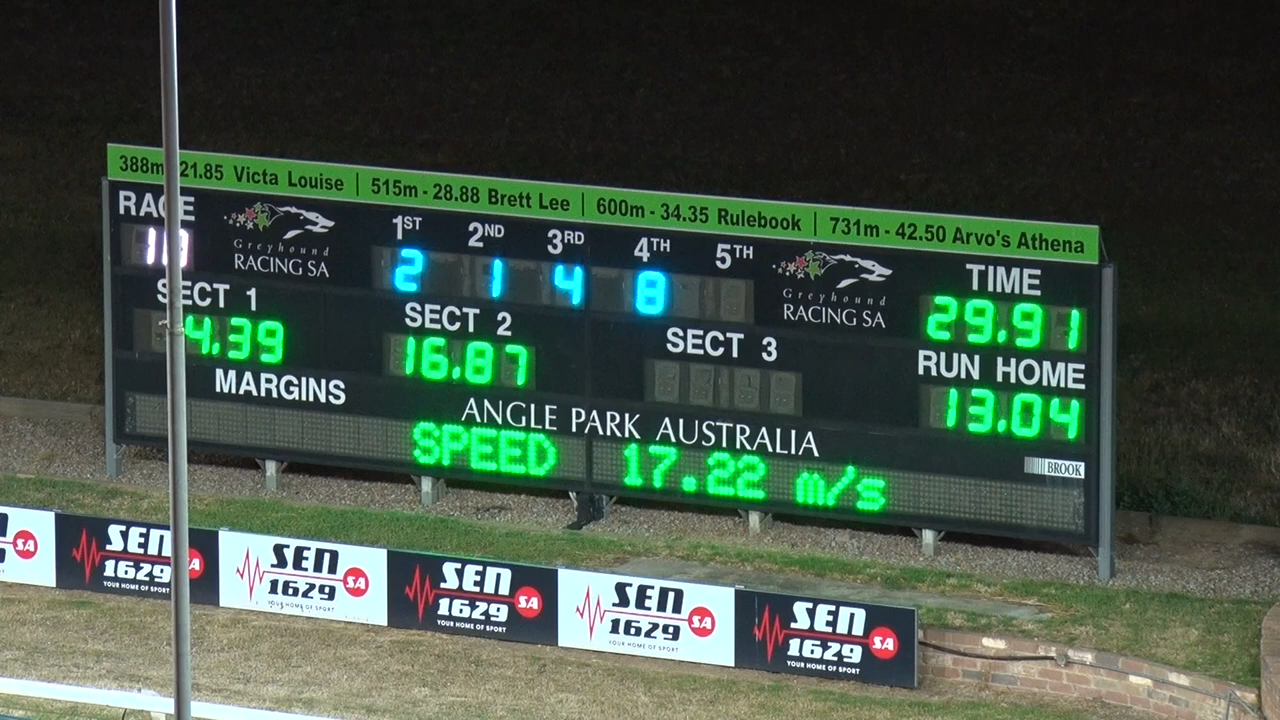 388m 21.85 Victa Louise | 515m - 28.88 Brett Lee | 600m - 34.35 Rulebook | 731m - 42.50 Arvo's Athena
RACE
Greyhound
RACING SA
1ST 2ND 3RD 4TH 5TH
2 1 4 8
Greyhound
RACING SA
TIME
29.91
SECT 1
4.39
SECT 2
16.87
SECT 3
RUN HOME
13.04
MARGINS
ANGLE PARK AUSTRALIA
SPEED 17.22 m/s
BROOK
SA
SEN
1629 SA
YOUR HOME OF SPORT
SEN
1629 SA
YOUR HOME OF SPORT
SEN
1629 SA
YOUR HOME OF SPORT
SEN
1629 SA
YOUR HOME OF SPORT
SEN
1629 SA
YOUR HOME OF SPORT